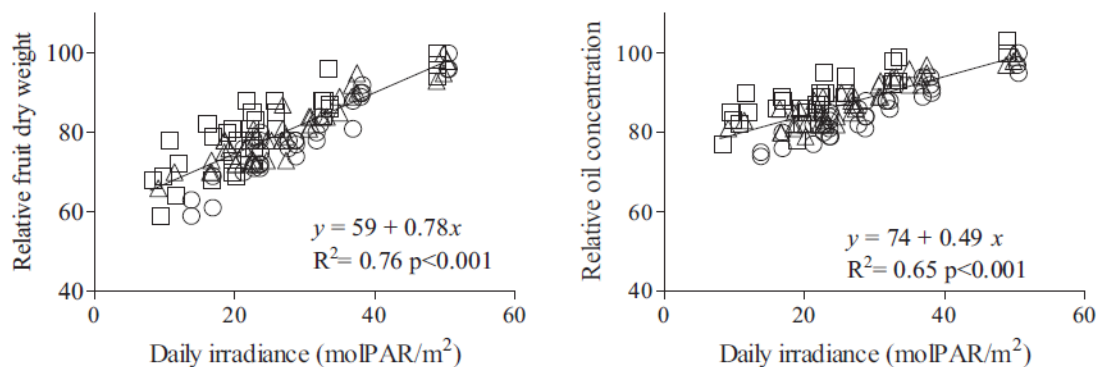 Relative fruit dry weight
100
80
60
40
0
20
40
60
y = 59 + 0.78x
R²= 0.76 p<0.001
Daily irradiance (molPAR/m²)
Relative oil concentration
100
80
60
40
0
20
40
60
y = 74 + 0.49 x
R²= 0.65 p<0.001
Daily irradiance (molPAR/m²)